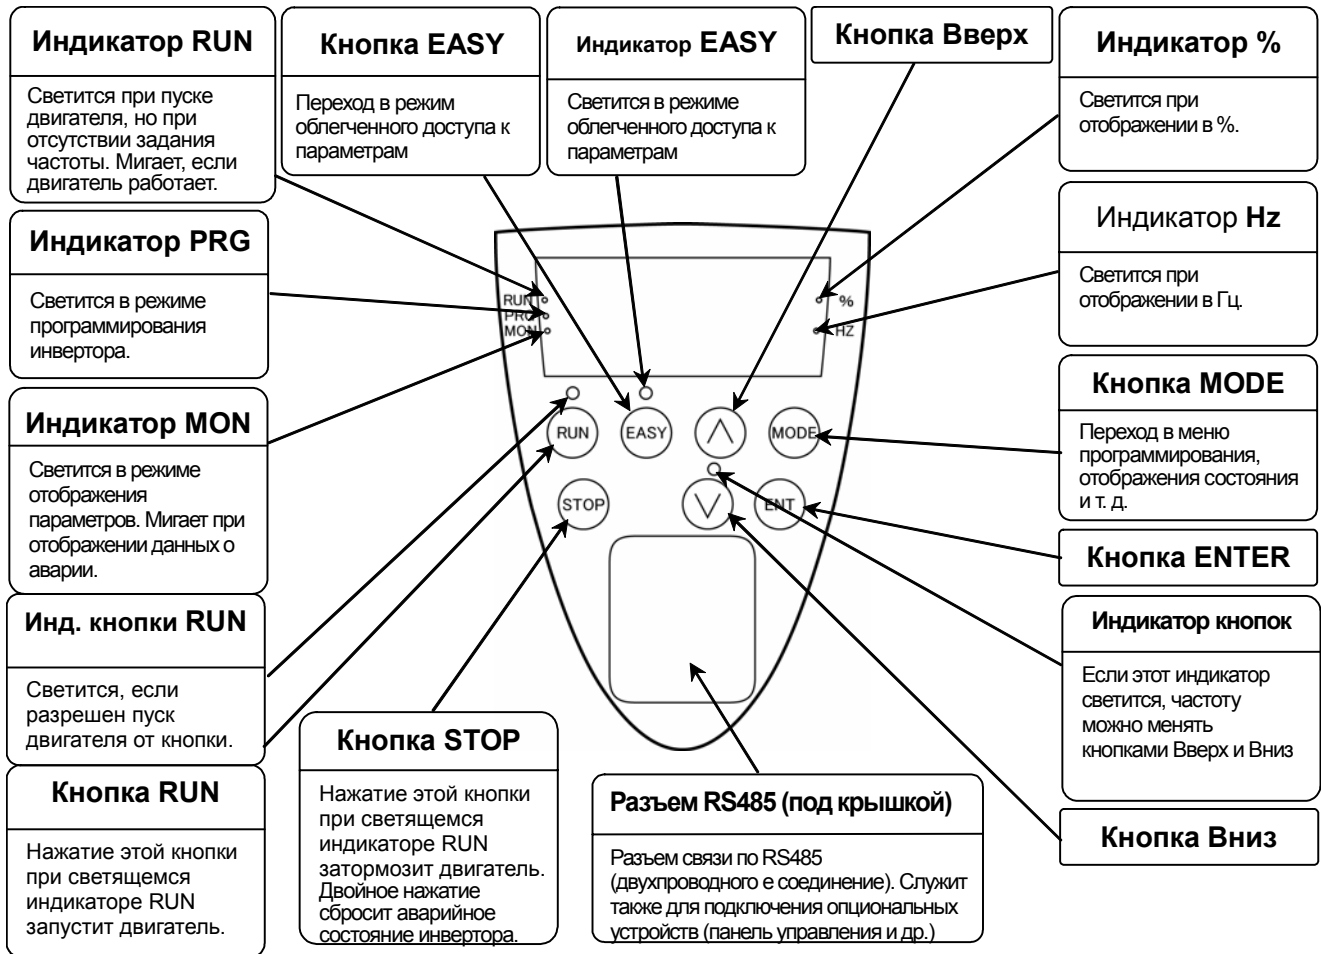 Индикатор RUN
Светится при пуске
двигателя, но при
отсутствии задания
частоты. Мигает, если
двигатель работает.
Кнопка EASY
Переход в режим
облегченного доступа к
параметрам
Индикатор EASY
Светится в режиме
облегченного доступа к
параметрам
Кнопка Вверх
Индикатор %
Светится при
отображении в %.
Индикатор PRG
Светится в режиме
программирования
инвертора.
Индикатор Hz
Светится при
отображении в Гц.
RUN
PRG
MON
%
HZ
Индикатор MON
Светится в режиме
отображения
параметров. Мигает при
отображении данных о
аварии.
RUN
EASY
MODE
STOP
ENT
Кнопка MODE
Переход в меню
программирования,
отображения состояния
и т. д.
Кнопка ENTER
Инд. кнопки RUN
Светится, если
разрешен пуск
двигателя от кнопки.
Индикатор кнопок
Если этот индикатор
светится, частоту
можно менять
кнопками Вверх и Вниз
Кнопка RUN
Нажатие этой кнопки
при светящемся
индикаторе RUN
запустит двигатель.
Кнопка STOP
Нажатие этой кнопки
при светящемся
индикаторе RUN
затормозит двигатель.
Двойное нажатие
сбросит аварийное
состояние инвертора.
Разъем RS485 (под крышкой)
Разъем связи по RS485
(двухпроводного е соединение). Служит
также для подключения опциональных
устройств (панель управления и др.)
Кнопка Вниз